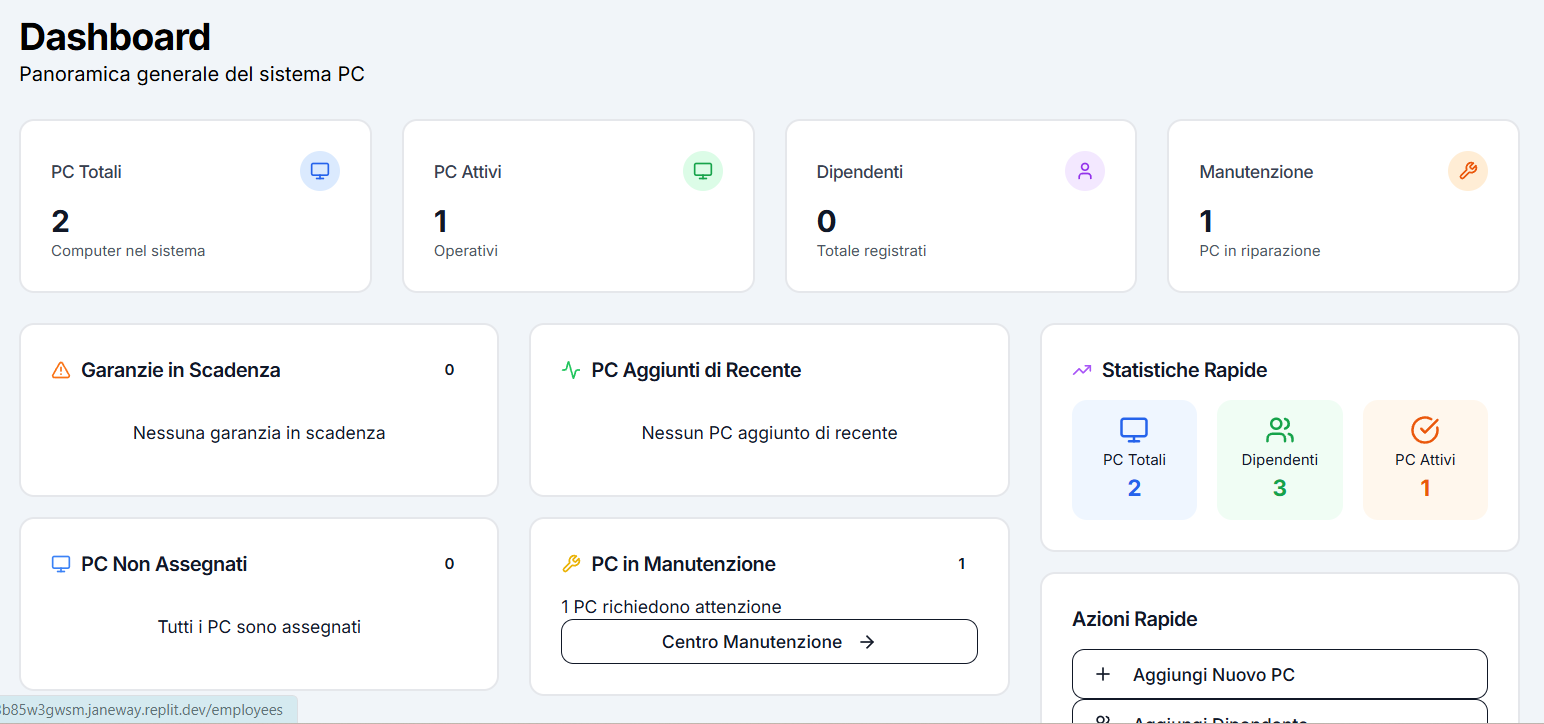 Dashboard
Panoramica generale del sistema PC
PC Totali
2
Computer nel sistema
PC Attivi
1
Operativi
Dipendenti
0
Totale registrati
Manutenzione
1
PC in riparazione
Garanzie in Scadenza 0
Nessuna garanzia in scadenza
PC Aggiunti di Recente
Nessun PC aggiunto di recente
Statistiche Rapide
PC Totali
2
Dipendenti
3
PC Attivi
1
PC Non Assegnati 0
Tutti i PC sono assegnati
PC in Manutenzione 1
1 PC richiedono attenzione
Centro Manutenzione →
Azioni Rapide
+ Aggiungi Nuovo PC
Aggiungi Dipendente
b85w3gwsm.janeway.replit.dev/employees